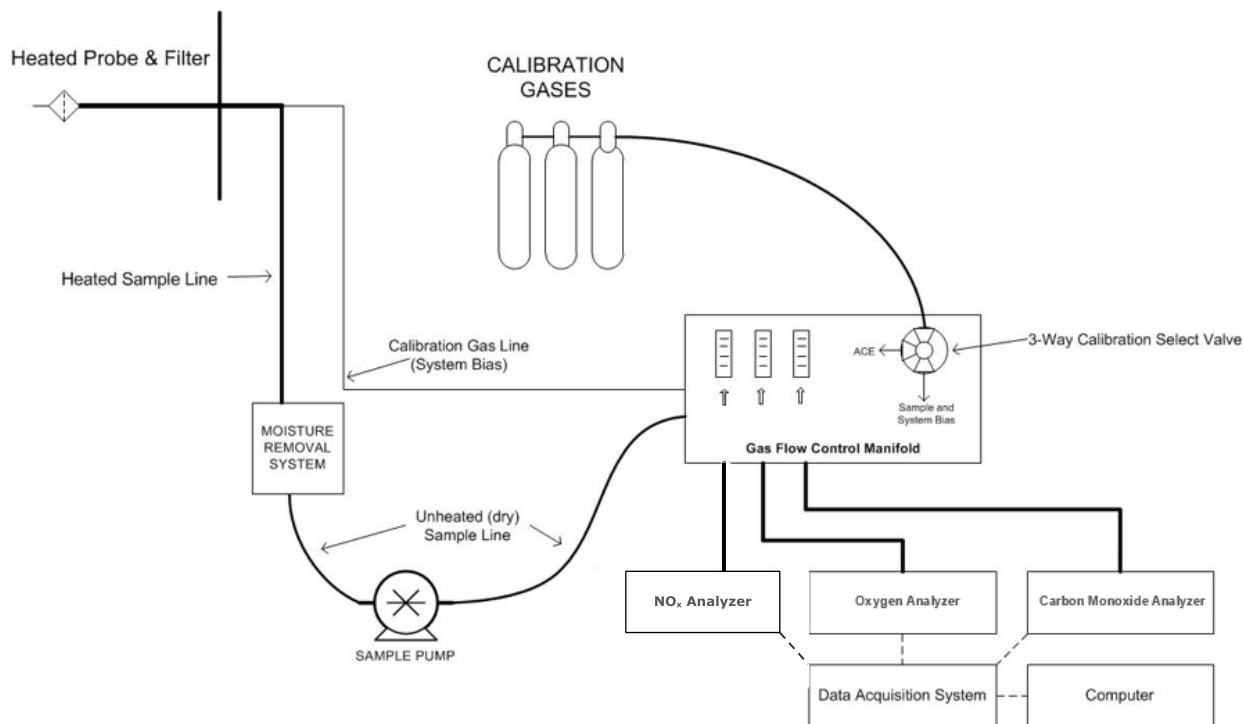 Heated Probe & Filter
CALIBRATION
GASES
Heated Sample Line
Calibration Gas Line
(System Bias)
3-Way Calibration Select Valve
ACE
Sample and
System Bias
Gas Flow Control Manifold
MOISTURE
REMOVAL
SYSTEM
Unheated (dry)
Sample Line
SAMPLE PUMP
NOₓ Analyzer
Oxygen Analyzer
Carbon Monoxide Analyzer
Data Acquisition System
Computer